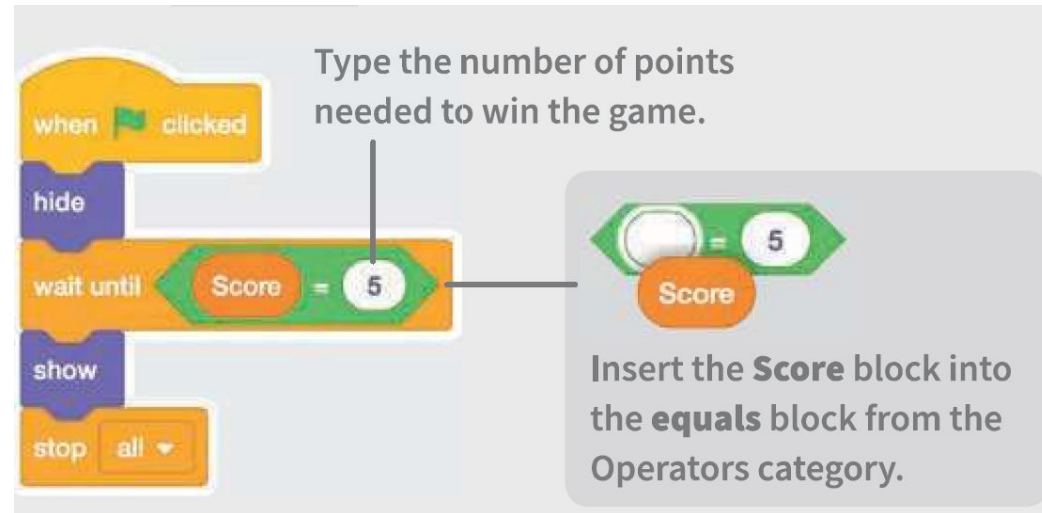 Type the number of points
needed to win the game.
when clicked
hide
wait until Score = 5
show
stop all
= 5
Score
Insert the Score block into
the equals block from the
Operators category.